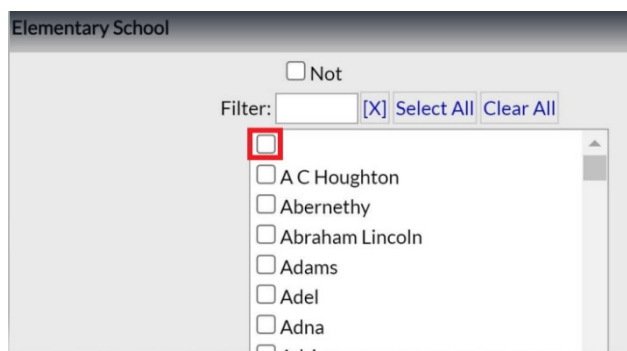 Elementary School
Not
Filter: [X] Select All Clear All
A C Houghton
Abernethy
Abraham Lincoln
Adams
Adel
Adna